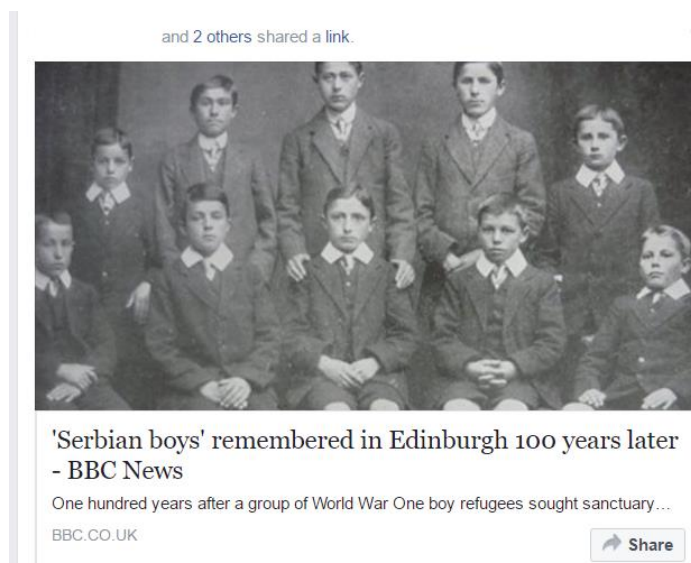 and 2 others shared a link.
'Serbian boys' remembered in Edinburgh 100 years later
- BBC News
One hundred years after a group of World War One boy refugees sought sanctuary...
BBC.CO.UK
Share